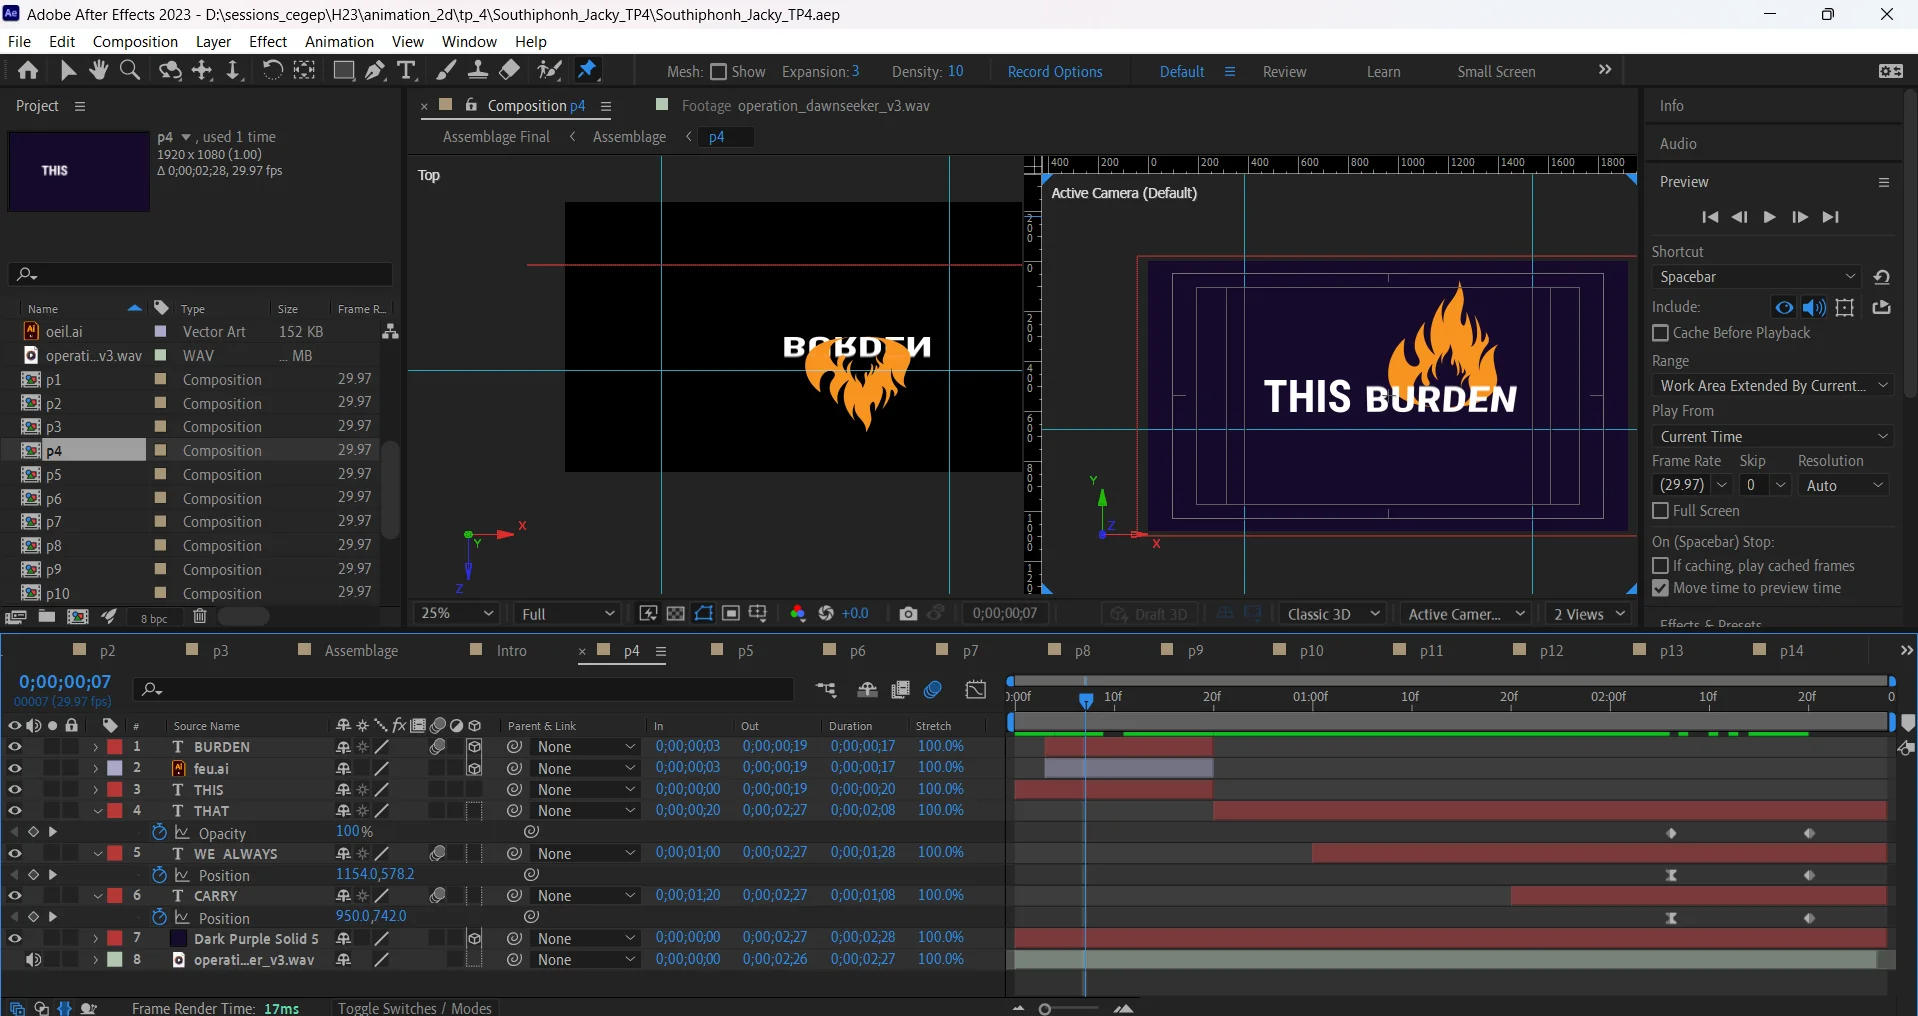 Adobe After Effects 2023 - D:\sessions_cegep\H23\animation_2d\tp_4\Southiphonh_Jacky_TP4\Southiphonh_Jacky_TP4.aep
File Edit Composition Layer Effect Animation View Window Help
Mesh: Show Expansion: 3 Density: 10 Record Options Default Review Learn Small Screen
Project
p4 , used 1 time
1920 x 1080 (1.00)
Δ 0;00;02;28, 29.97 fps
THIS
Name Type Size Frame R...
oeil.ai Vector Art 152 KB
operati...v3.wav WAV ... MB
p1 Composition 29.97
p2 Composition 29.97
p3 Composition 29.97
p4 Composition 29.97
p5 Composition 29.97
p6 Composition 29.97
p7 Composition 29.97
p8 Composition 29.97
p9 Composition 29.97
p10 Composition 29.97
8 bpc
Composition p4
Footage operation_dawnseeker_v3.wav
Assemblage Final < Assemblage < p4
Top
BURDEN
X
Y
Z
400 200 0 200 400 600 800 1000 1200 1400 1600 1800
200
0
200
400
600
800
1000
120
Active Camera (Default)
THIS BURDEN
Y
Z
X
25% Full +0.0 0;00;00;07 Draft 3D Classic 3D Active Camer... 2 Views
Info
Audio
Preview
Shortcut
Spacebar
Include:
Cache Before Playback
Range
Work Area Extended By Current...
Play From
Current Time
Frame Rate Skip Resolution
(29.97) 0 Auto
Full Screen
On (Spacebar) Stop:
If caching, play cached frames
Move time to preview time
Effects & Presets
p2 p3 Assemblage Intro p4 p5 p6 p7 p8 p9 p10 p11 p12 p13 p14
0;00;00;07
00007 (29.97 fps)
):00f 10f 20f 01:00f 10f 20f 02:00f 10f 20f 0
# Source Name Parent & Link In Out Duration Stretch
1 T BURDEN None 0;00;00;03 0;00;00;19 0;00;00;17 100.0%
2 feu.ai None 0;00;00;03 0;00;00;19 0;00;00;17 100.0%
3 T THIS None 0;00;00;00 0;00;00;19 0;00;00;20 100.0%
4 T THAT None 0;00;00;20 0;00;02;27 0;00;02;08 100.0%
Opacity 100%
5 T WE ALWAYS None 0;00;01;00 0;00;02;27 0;00;01;28 100.0%
Position 1154.0,578.2
6 T CARRY None 0;00;01;20 0;00;02;27 0;00;01;08 100.0%
Position 950.0,742.0
7 Dark Purple Solid 5 None 0;00;00;00 0;00;02;27 0;00;02;28 100.0%
8 operati...er_v3.wav None 0;00;00;00 0;00;02;26 0;00;02;27 100.0%
Frame Render Time: 17ms Toggle Switches / Modes